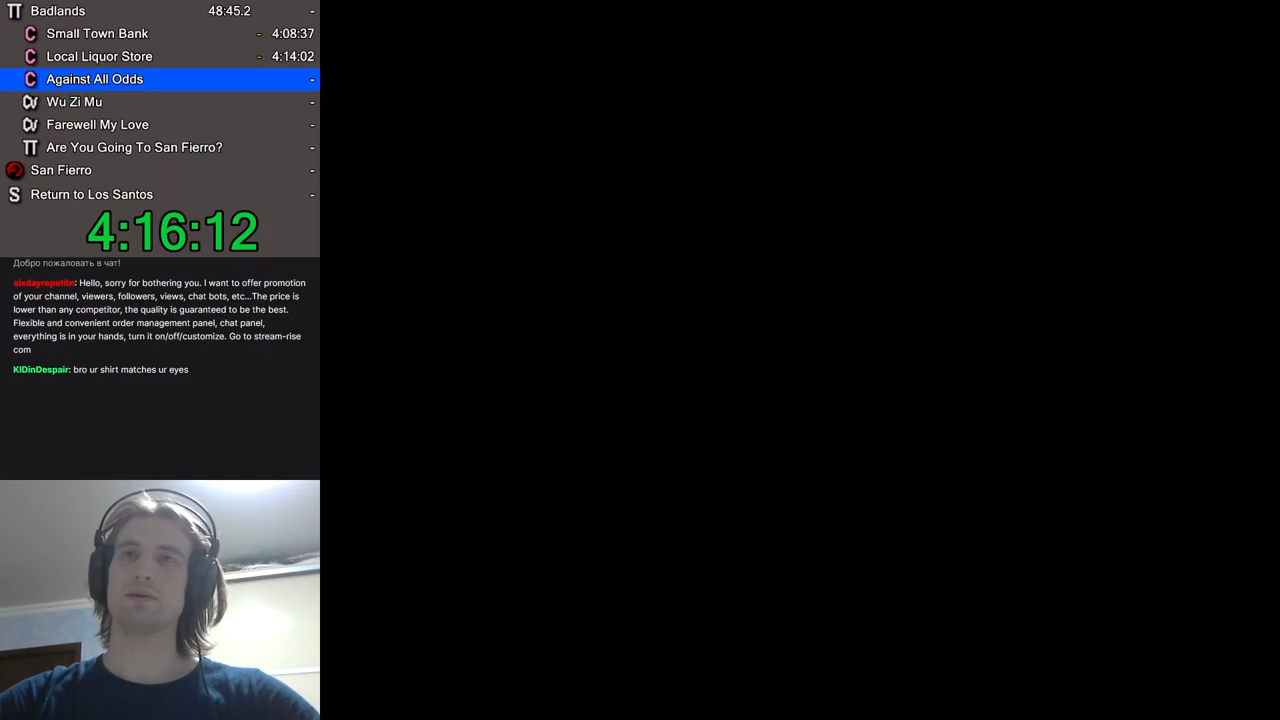 Badlands 48:45.2 -
C Small Town Bank - 4:08:37
C Local Liquor Store - 4:14:02
C Against All Odds -
Wu Zi Mu -
Farewell My Love -
Are You Going To San Fierro? -
San Fierro -
S Return to Los Santos -
4:16:12
Добро пожаловать в чат!
sixdayrepetitn: Hello, sorry for bothering you. I want to offer promotion
of your channel, viewers, followers, views, chat bots, etc...The price is
lower than any competitor, the quality is guaranteed to be the best.
Flexible and convenient order management panel, chat panel,
everything is in your hands, turn it on/off/customize. Go to stream-rise
com
KIDinDespair: bro ur shirt matches ur eyes